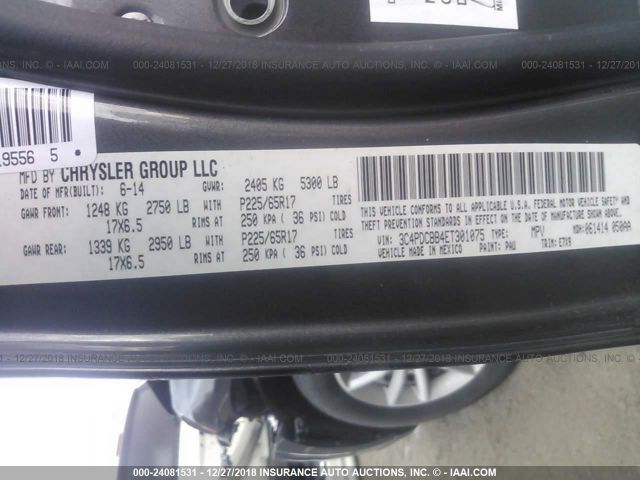 000-24081531 - 12/27/2018 INSURANCE AUTO AUCTIONS, INC. - © IAAI.COM
19556 5
MFD BY CHRYSLER GROUP LLC
DATE OF MFR(BUILT): 6-14 GVWR: 2405 KG 5300 LB
GAWR FRONT: 1248 KG 2750 LB WITH P225/65R17 TIRES
17X6.5 RIMS AT 250 KPA ( 36 PSI) COLD
GAWR REAR: 1339 KG 2950 LB WITH P225/65R17 TIRES
17X6.5 RIMS AT 250 KPA ( 36 PSI) COLD
THIS VEHICLE CONFORMS TO ALL APPLICABLE U.S.A. FEDERAL MOTOR VEHICLE SAFETY AND
THEFT PREVENTION STANDARDS IN EFFECT ON THE DATE OF MANUFACTURE SHOWN ABOVE.
VIN: 3C4PDCBB4ET301075 TYPE: MPV MDH: 061414 050AA
VEHICLE MADE IN MEXICO PAINT: PAU TRIM: E7X9
12/27/2018 INSURANCE AUTO AUCTIONS, INC. - © IAAI.COM
000-24081531 - 12/27/2018 INSURANCE AUTO AUCTIONS, INC. - © IAAI.COM